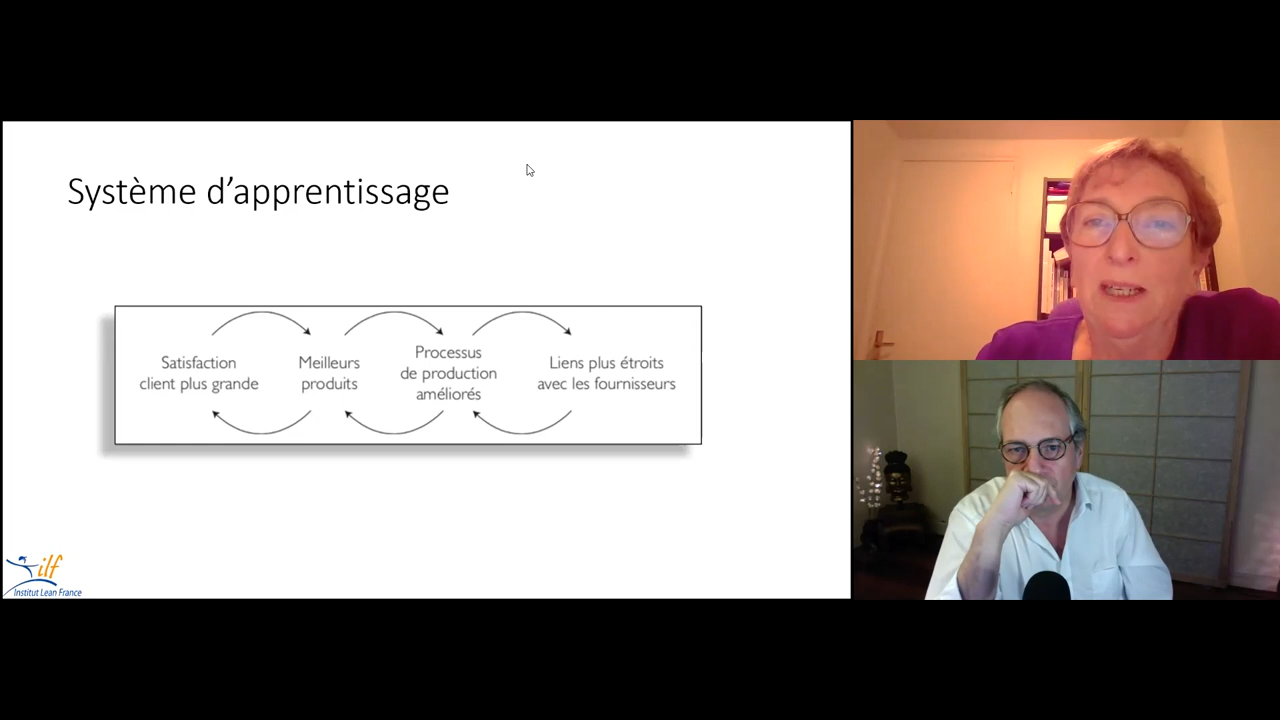 Système d’apprentissage
Satisfaction
client plus grande
Meilleurs
produits
Processus
de production
améliorés
Liens plus étroits
avec les fournisseurs
ilf
Institut Lean France